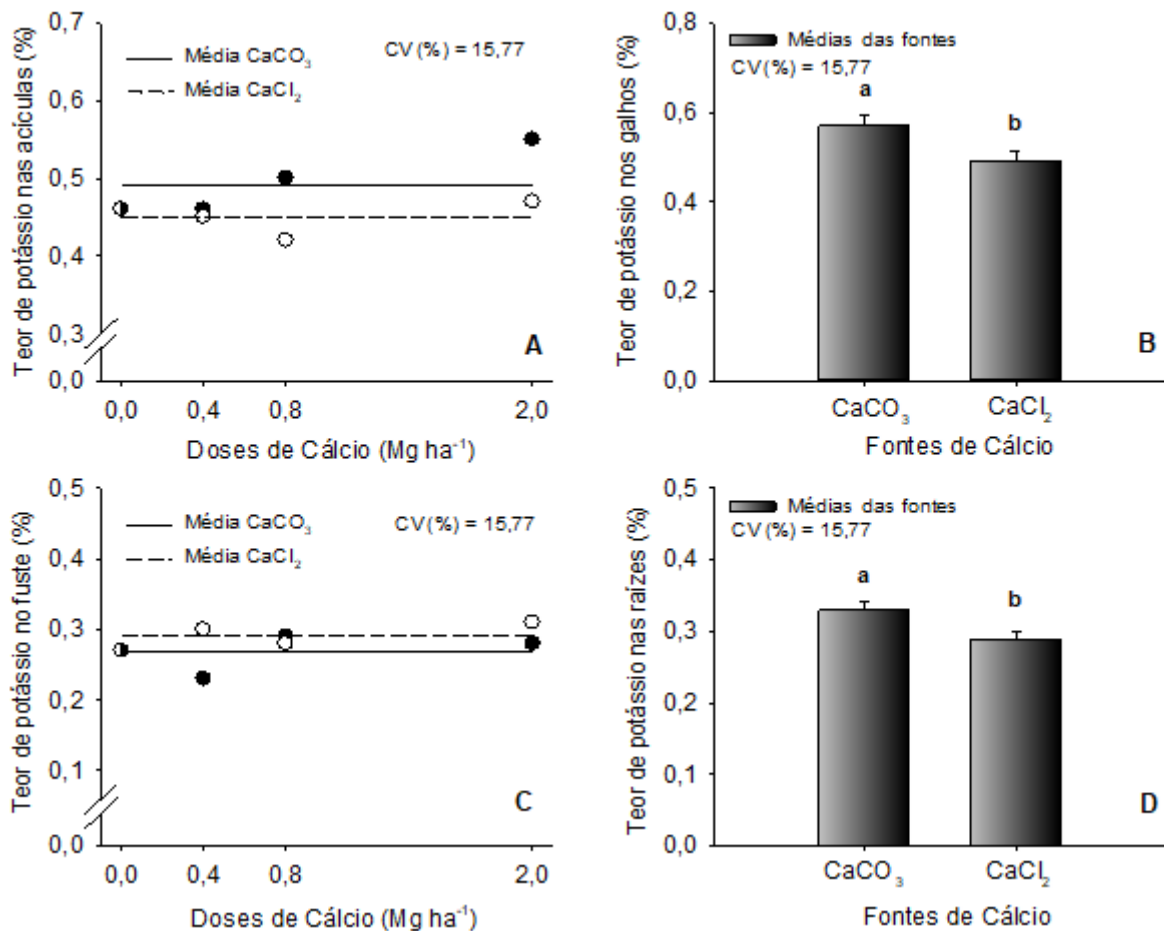 Teor de potássio nas acículas (%)
0,7
0,6
0,5
0,4
0,3
0,0
Média CaCO3
Média CaCl2
CV (%) = 15,77
A
0,0 0,4 0,8 2,0
Doses de Cálcio (Mg ha-1)
Teor de potássio nos galhos (%)
0,8
0,6
0,4
0,2
0,0
Médias das fontes
CV (%) = 15,77
a
b
B
CaCO3 CaCl2
Fontes de Cálcio
Teor de potássio no fuste (%)
0,5
0,4
0,3
0,2
0,1
0,0
Média CaCO3
Média CaCl2
CV (%) = 15,77
C
0,0 0,4 0,8 2,0
Doses de Cálcio (Mg ha-1)
Teor de potássio nas raízes (%)
0,5
0,4
0,3
0,2
0,1
0,0
Médias das fontes
CV (%) = 15,77
a
b
D
CaCO3 CaCl2
Fontes de Cálcio